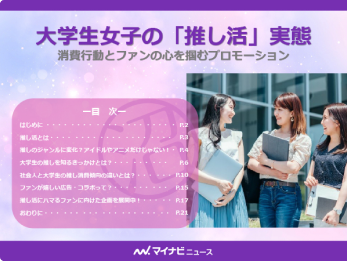 大学生女子の「推し活」実態
消費行動とファンの心を掴むプロモーション
ー目　次ー
はじめに・・・・・・・・・・・・・・・・・・・・・・P.2
推し活とは・・・・・・・・・・・・・・・・・・・・・P.3
推しのジャンルに変化？アイドルやアニメだけじゃない！・・P.4
大学生の推しを知るきっかけとは？・・・・・・・・・・P.6
社会人と大学生の推し消費傾向の違いとは？・・・・・・P.10
ファンが嬉しい広告・コラボって？・・・・・・・・・・P.15
推し活にハマるファンに向けた企画を展開中！・・・・・P.17
おわりに・・・・・・・・・・・・・・・・・・・・・・P.21
マイナビニュース